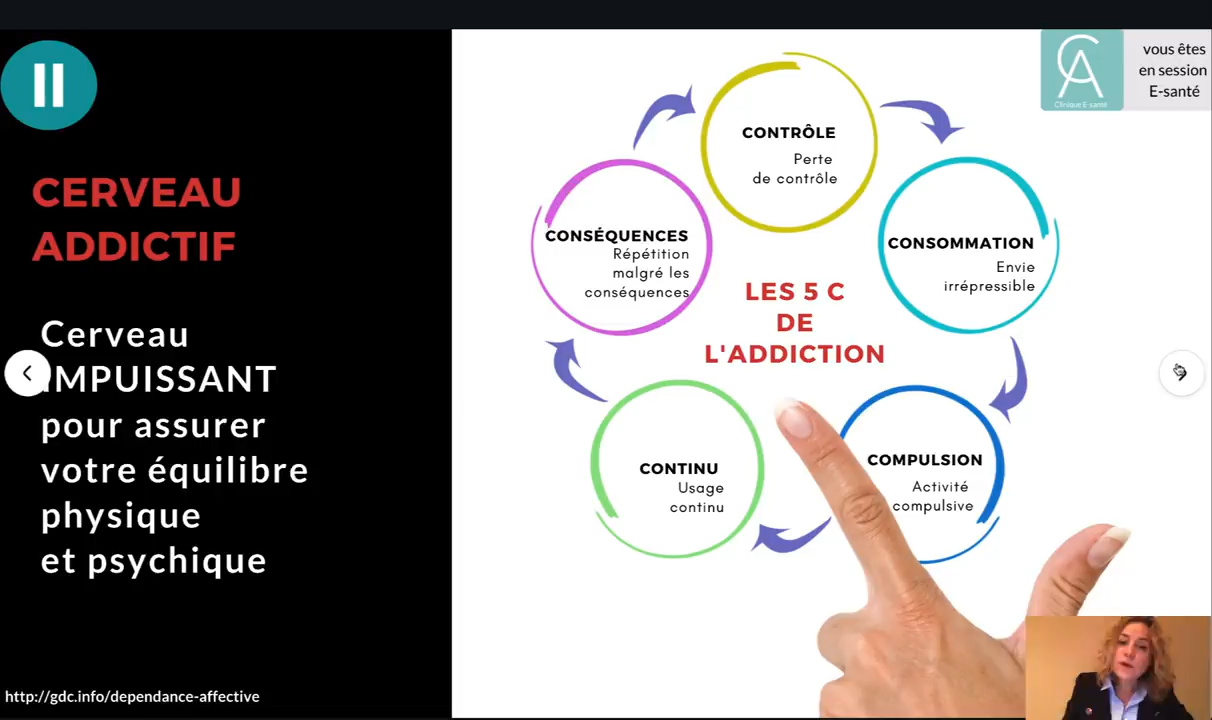 CERVEAU
ADDICTIF
Cerveau
IMPUISSANT
pour assurer
votre équilibre
physique
et psychique
http://gdc.info/dependance-affective
CONTRÔLE
Perte
de contrôle
CONSOMMATION
Envie
irrépressible
COMPULSION
Activité
compulsive
CONTINU
Usage
continu
CONSÉQUENCES
Répétition
malgré les
conséquences
LES 5 C
DE
L'ADDICTION
CA
Clinique E-santé
vous êtes
en session
E-santé